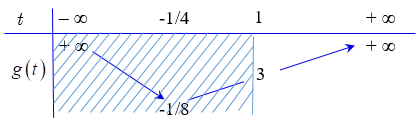 t − ∞ -1/4 1 + ∞
+ ∞ + ∞
g(t) 3
-1/8